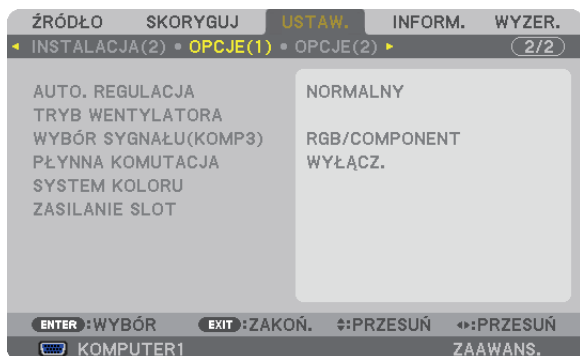 ŹRÓDŁO SKORYGUJ USTAW. INFORM. WYZER.
INSTALACJA(2) • OPCJE(1) • OPCJE(2) 2/2
AUTO. REGULACJA NORMALNY
TRYB WENTYLATORA
WYBÓR SYGNAŁU(KOMP3) RGB/COMPONENT
PŁYNNA KOMUTACJA WYŁĄCZ.
SYSTEM KOLORU
ZASILANIE SLOT
ENTER :WYBÓR EXIT :ZAKOŃ. :PRZESUŃ :PRZESUŃ
KOMPUTER1 ZAAWANS.